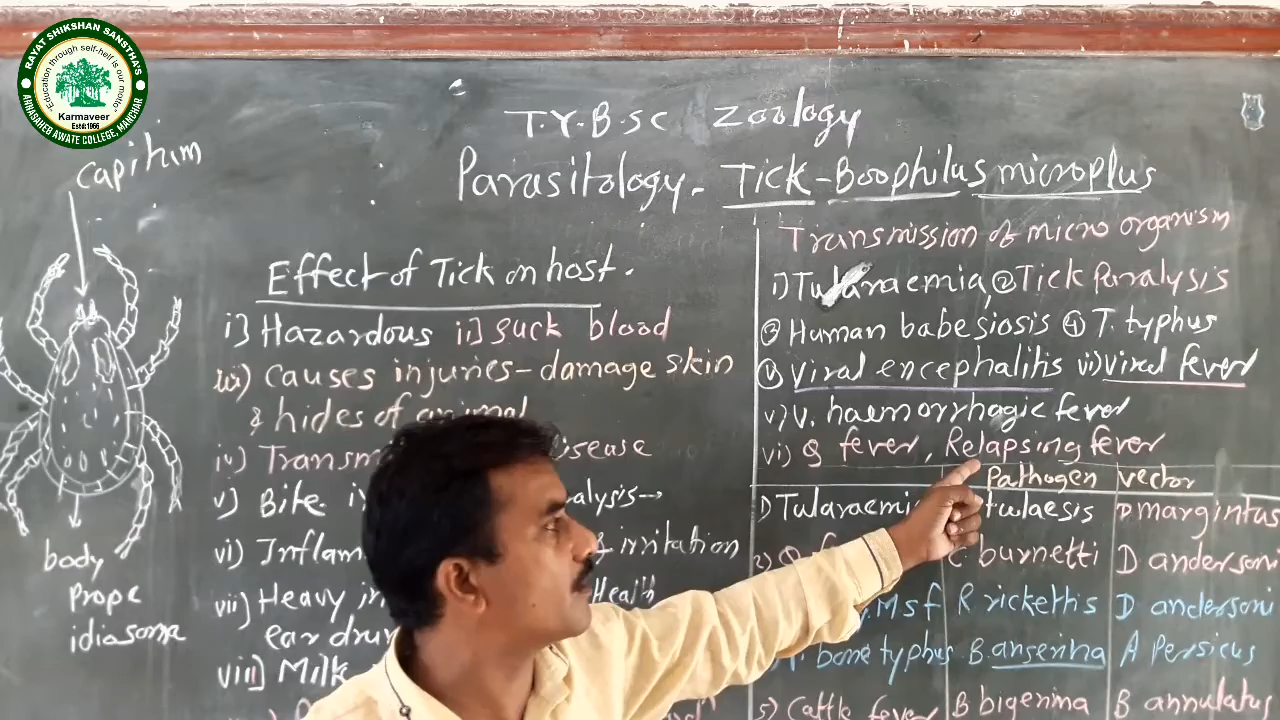 RAYAT SHIKSHAN SANSTHA'S
"Education through self-help is our motto"
Karmaveer
Estd:1966
ANNASAHEB AWATE COLLEGE, MANCHAR
T.Y.B.sc Zoology
Parasitology - Tick - Boophilus microplus
capitum
body
Prope
idiasome
Effect of Tick on host.
i] Hazardous ii] suck blood
iii) causes injuries - damage skin
& hides of animal
iv) Transm isease
v) Bite alysis→
vi) Inflam & irritation
vii) Heavy in Health
ear drum
viii] Milk
Transmission of micro organism
i) Tularaemia, ② Tick Paralysis
③ Human babesiosis ④ T. typhus
Viral encephalitis vi) Viral fever
v) V. haemorrhagic fever
vi) Q fever, Relapsing fever
Pathogen vector
1) Tularaemi tulaesis D margintus
2) Q burnetti D andersoni
Msf R ricketts D andersoni
bone typhus B. anserina A Persicus
5) Cattle fever B bigemina B annulatus